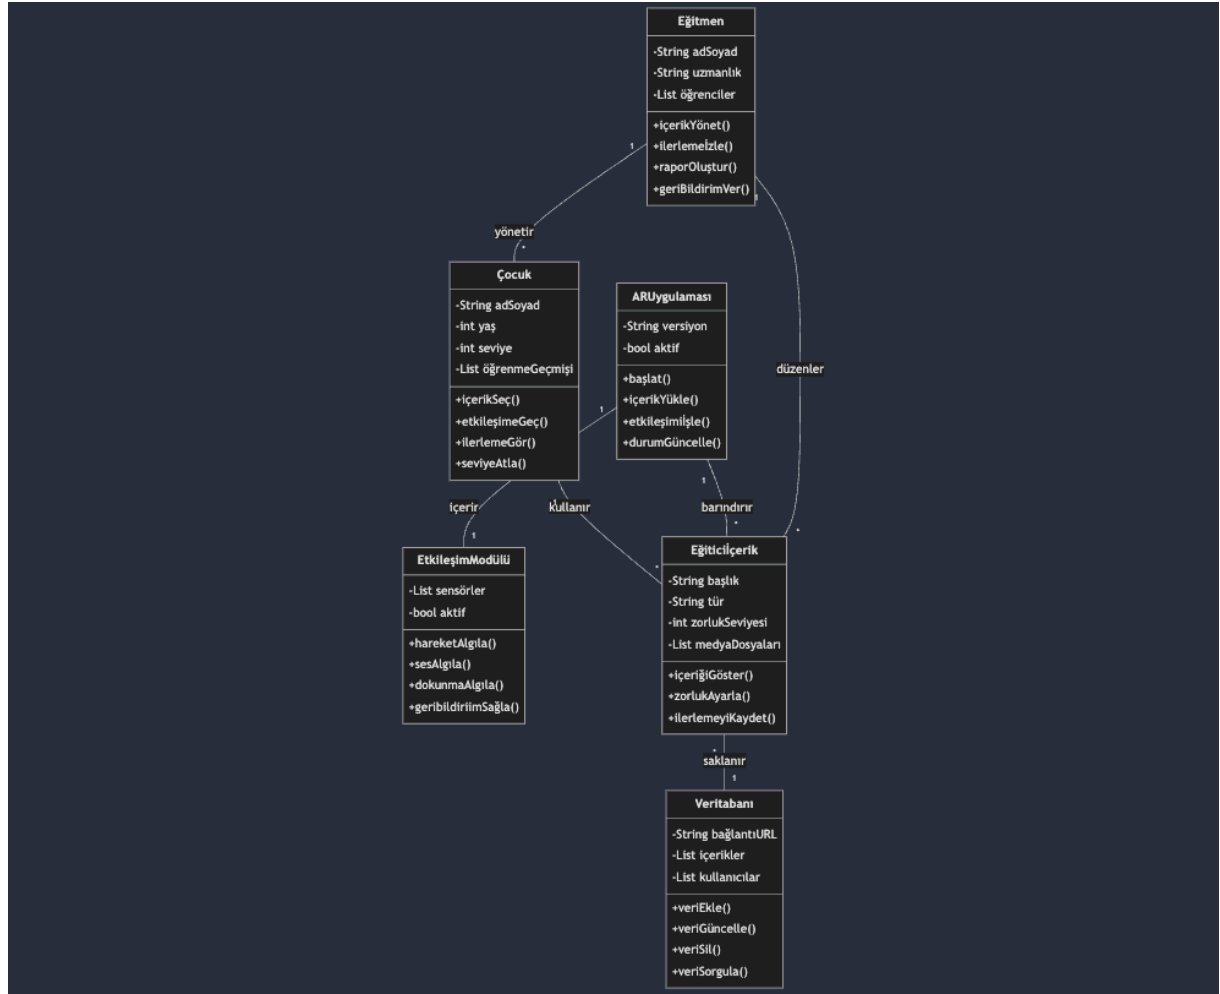 Eğitmen
-String adSoyad
-String uzmanlık
-List öğrenciler
+içerikYönet()
+ilerlemeİzle()
+raporOluştur()
+geriBildirimVer()
1
1
yönetir
*
Çocuk
-String adSoyad
-int yaş
-int seviye
-List öğrenmeGeçmişi
+içerikSeç()
+etkileşimeGeç()
+ilerlemeGör()
+seviyeAtla()
ARUygulaması
-String versiyon
-bool aktif
+başlat()
+içerikYükle()
+etkileşimiİşle()
+durumGüncelle()
1
düzenler
içerir
1
1
kullanır
*
1
barındırır
*
*
EtkileşimModülü
-List sensörler
-bool aktif
+hareketAlgıla()
+sesAlgıla()
+dokunmaAlgıla()
+geribildiriimSağla()
Eğiticiİçerik
-String başlık
-String tür
-int zorlukSeviyesi
-List medyaDosyaları
+içeriğiGöster()
+zorlukAyarla()
+ilerlemeyiKaydet()
*
saklanır
1
Veritabanı
-String bağlantıURL
-List içerikler
-List kullanıcılar
+veriEkle()
+veriGüncelle()
+veriSil()
+veriSorgula()